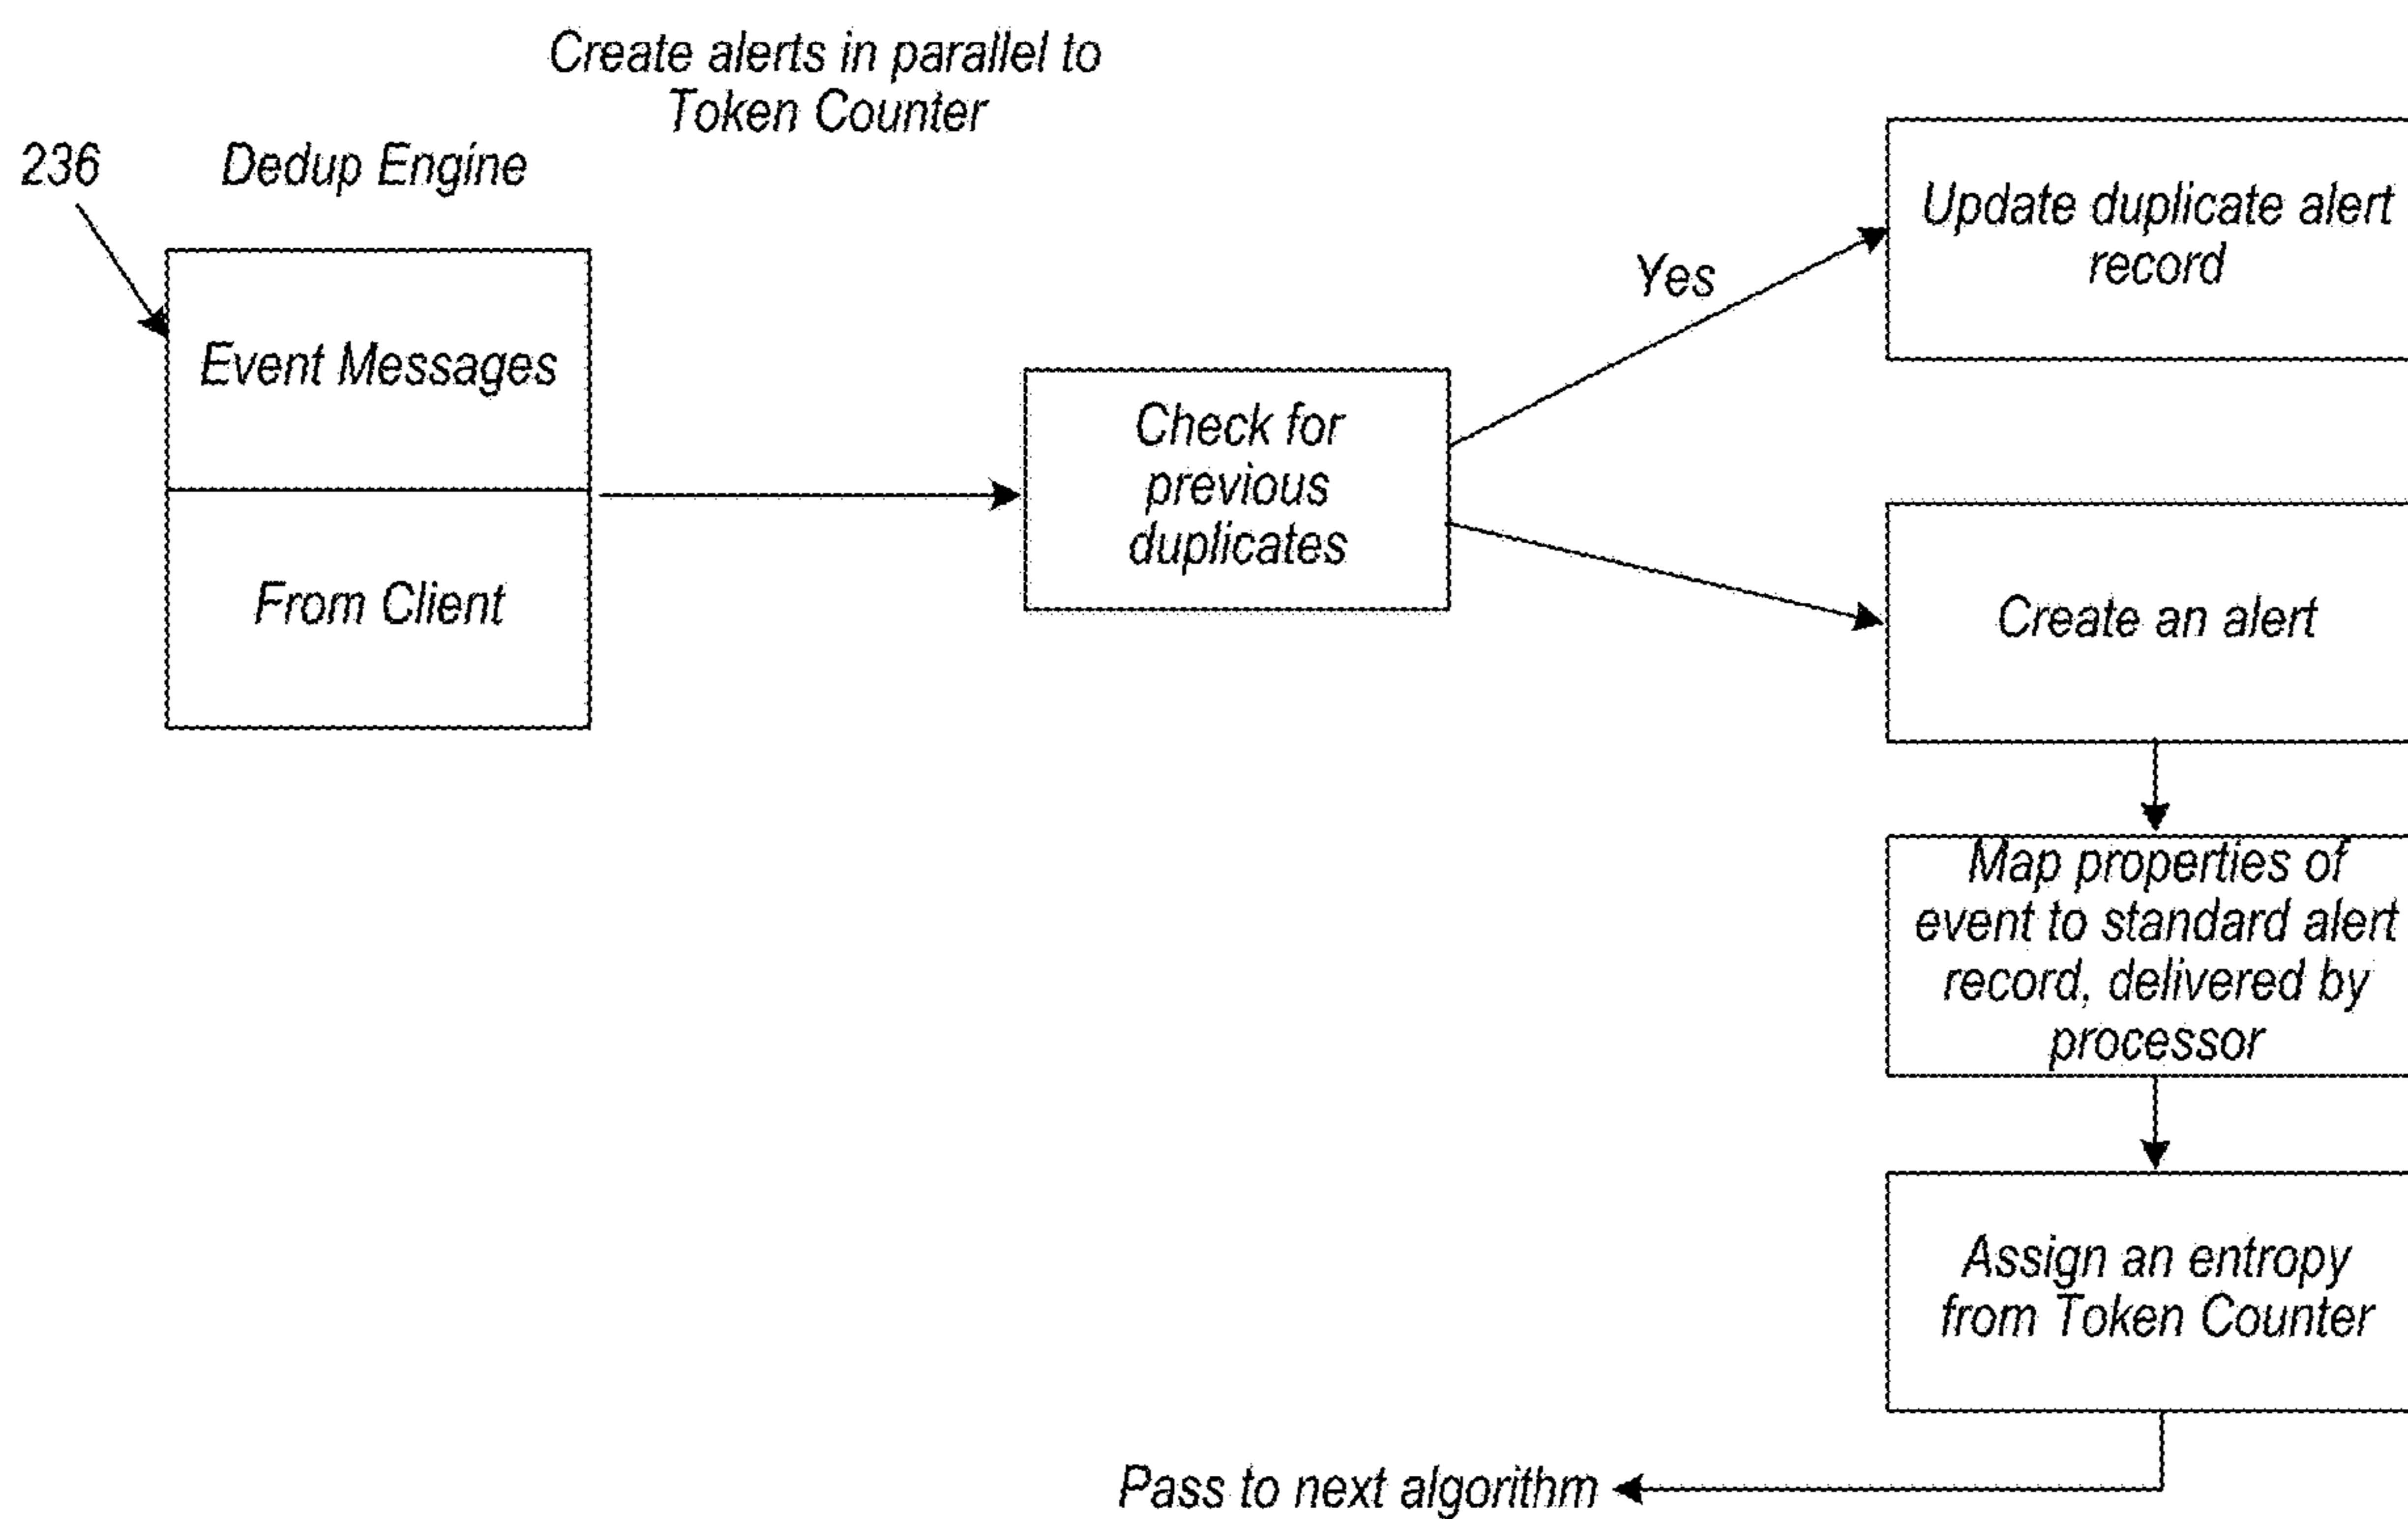 Create alerts in parallel to
Token Counter
236
Dedup Engine
Event Messages
From Client
Check for
previous
duplicates
Yes
Update duplicate alert
record
Create an alert
Map properties of
event to standard alert
record, delivered by
processor
Assign an entropy
from Token Counter
Pass to next algorithm